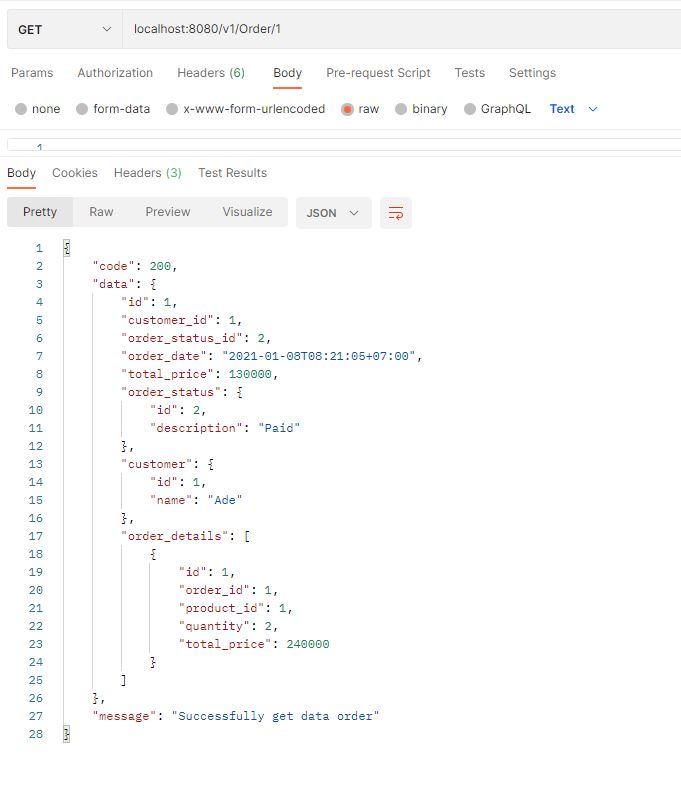 GET localhost:8080/v1/Order/1
Params Authorization Headers (6) Body Pre-request Script Tests Settings
none form-data x-www-form-urlencoded raw binary GraphQL Text
1
Body Cookies Headers (3) Test Results
Pretty Raw Preview Visualize JSON
1 {
2 "code": 200,
3 "data": {
4 "id": 1,
5 "customer_id": 1,
6 "order_status_id": 2,
7 "order_date": "2021-01-08T08:21:05+07:00",
8 "total_price": 130000,
9 "order_status": {
10 "id": 2,
11 "description": "Paid"
12 },
13 "customer": {
14 "id": 1,
15 "name": "Ade"
16 },
17 "order_details": [
18 {
19 "id": 1,
20 "order_id": 1,
21 "product_id": 1,
22 "quantity": 2,
23 "total_price": 240000
24 }
25 ]
26 },
27 "message": "Successfully get data order"
28 }